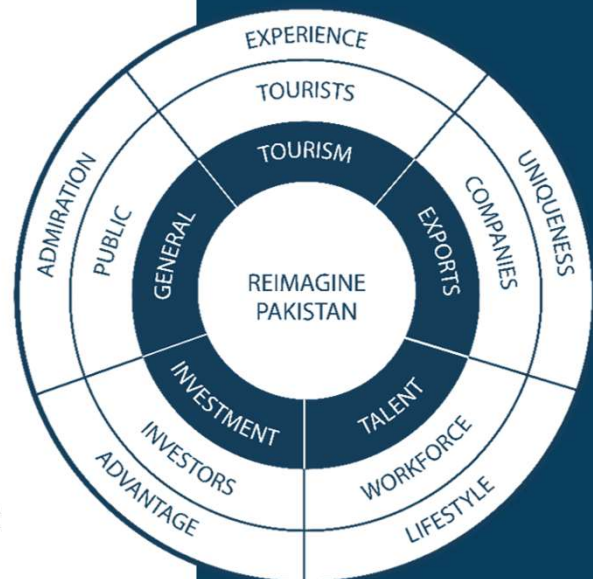 EXPERIENCE
TOURISTS
TOURISM
UNIQUENESS
COMPANIES
EXPORTS
LIFESTYLE
WORKFORCE
TALENT
ADVANTAGE
INVESTORS
INVESTMENT
ADMIRATION
PUBLIC
GENERAL
REIMAGINE
PAKISTAN